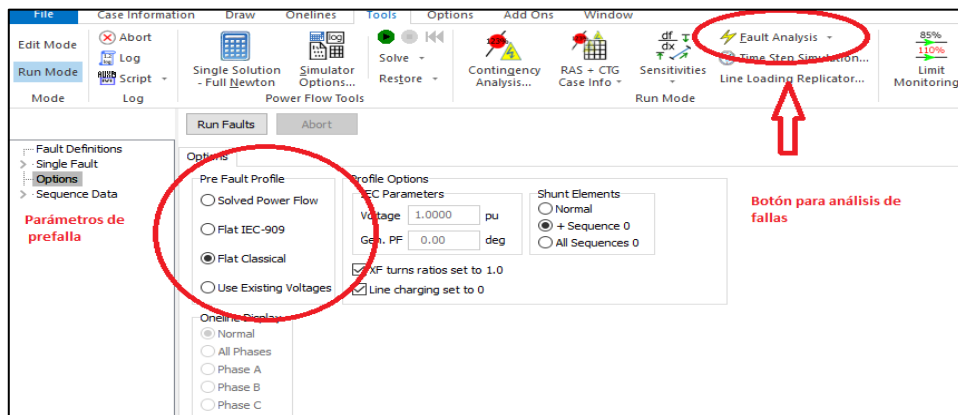 File Case Information Draw Onelines Tools Options Add Ons Window
Edit Mode
Run Mode
Mode
Abort
Log
AUXB Script
Log
Single Solution
- Full Newton
Simulator
Options...
Solve
Restore
Power Flow Tools
Contingency
Analysis...
RAS + CTG
Case Info
Sensitivities
Fault Analysis
Time Step Simulation...
Line Loading Replicator...
Run Mode
85%
110%
Limit
Monitoring
Run Faults
Abort
Fault Definitions
Single Fault
Options
Sequence Data
Parámetros de
prefalla
Options
Pre Fault Profile
Solved Power Flow
Flat IEC-909
Flat Classical
Use Existing Voltages
Profile Options
IEC Parameters
Voltage 1.0000 pu
Gen. PF 0.00 deg
Shunt Elements
Normal
+ Sequence 0
All Sequences 0
XF turns ratios set to 1.0
Line charging set to 0
Oneline Display
Normal
All Phases
Phase A
Phase B
Phase C
Botón para análisis de
fallas